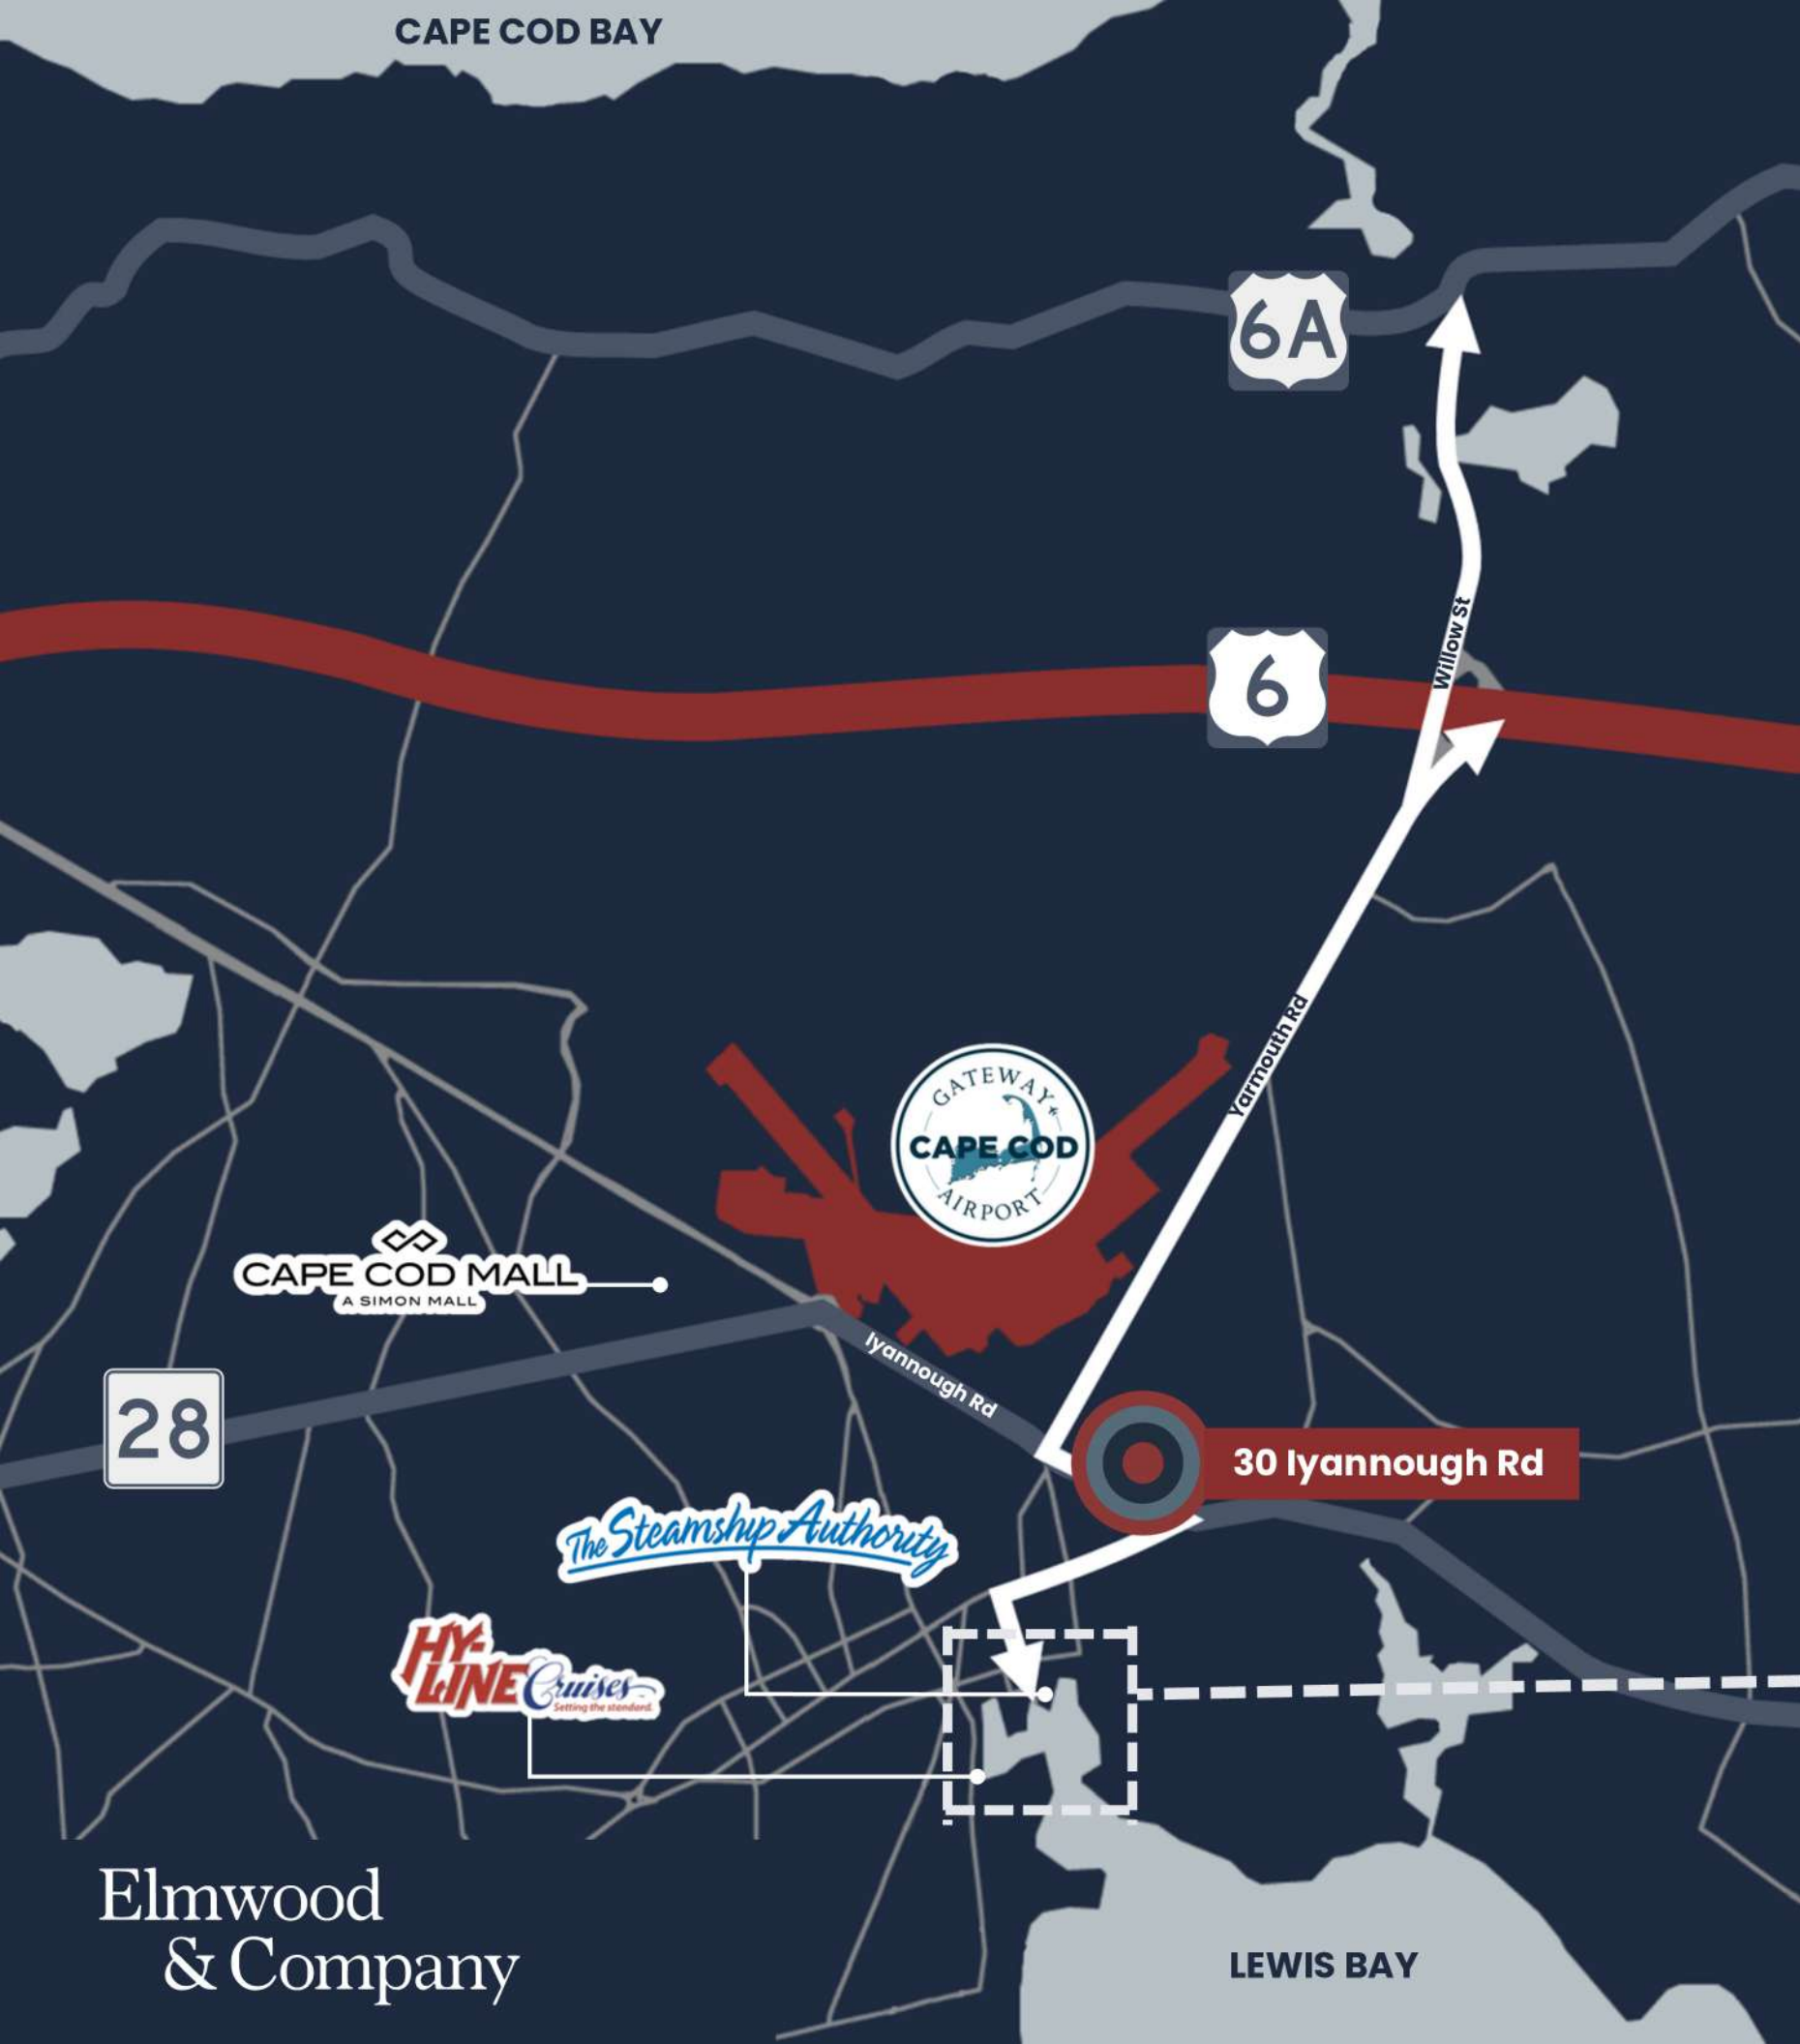 CAPE COD BAY
6A
6
Willow St
Yarmouth Rd
GATEWAY
CAPE COD
AIRPORT
CAPE COD MALL
A SIMON MALL
Iyannough Rd
28
30 Iyannough Rd
The Steamship Authority
HY-
LINE Cruises
Setting the standard.
Elmwood
& Company
LEWIS BAY